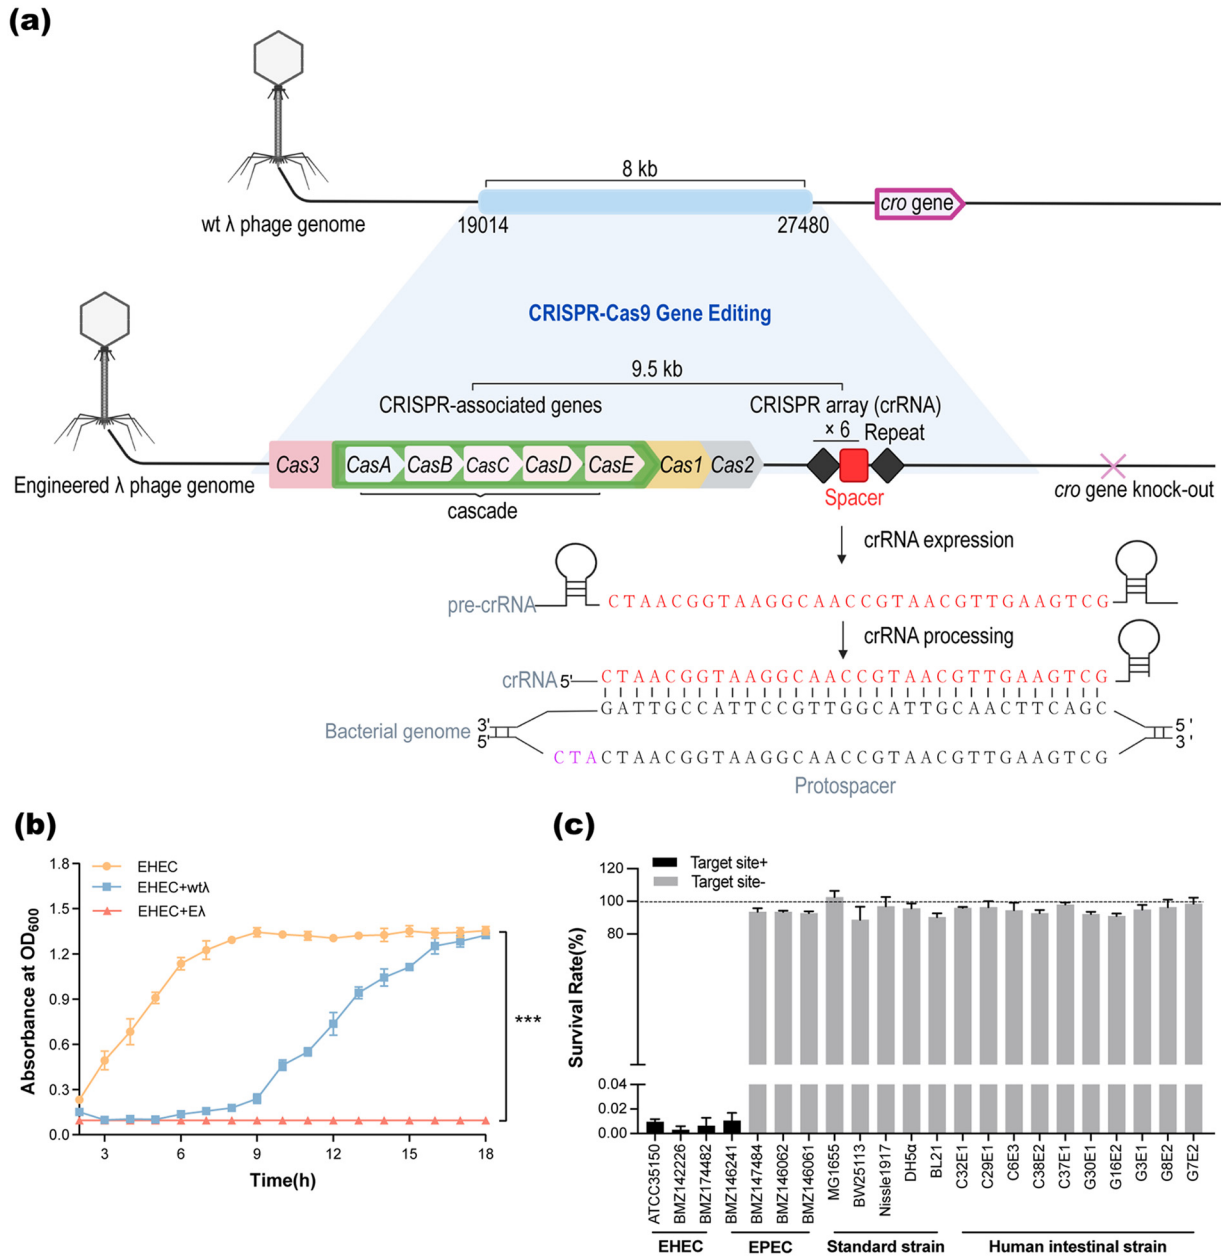 (a)
8 kb
cro gene
wt λ phage genome
19014
27480
CRISPR-Cas9 Gene Editing
9.5 kb
CRISPR-associated genes
CRISPR array (crRNA)
× 6
Repeat
Cas3
CasA
CasB
CasC
CasD
CasE
Cas1
Cas2
Engineered λ phage genome
cascade
Spacer
cro gene knock-out
crRNA expression
pre-crRNA
CTAACGGTAAGGCAACCGTAACGTTGAAGTCG
crRNA processing
crRNA 5'
CTAACGGTAAGGCAACCGTAACGTTGAAGTCG
GATTGCCATTCCGTTGGCATTGCAACTTCAGC
Bacterial genome
3'
5'
5'
3'
CTACTAACGGTAAGGCAACCGTAACGTTGAAGTCG
Protospacer
(b)
EHEC
EHEC+wtλ
EHEC+Eλ
Absorbance at OD600
1.8
1.5
1.2
0.9
0.6
0.3
0.0
***
3
6
9
12
15
18
Time(h)
(c)
Target site+
Target site-
Survival Rate(%)
120
100
80
0.04
0.02
0.00
ATCC35150
BMZ142226
BMZ174482
BMZ146241
BMZ147484
BMZ146062
BMZ146061
MG1655
BW25113
Nissle1917
DH5α
BL21
C32E1
C29E1
C6E3
C38E2
C37E1
G30E1
G16E2
G3E1
G8E2
G7E2
EHEC
EPEC
Standard strain
Human intestinal strain